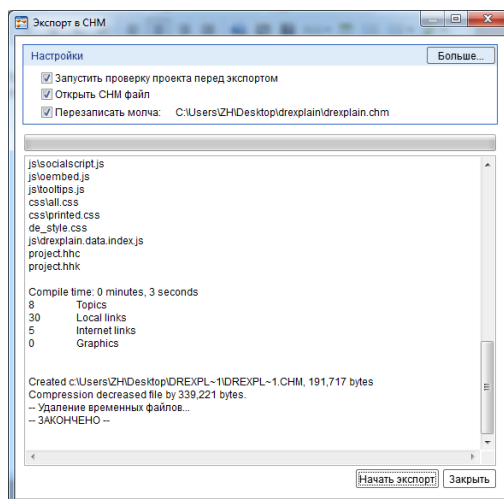 Экспорт в CHM
Настройки
Больше...
Запустить проверку проекта перед экспортом
Открыть CHM файл
Перезаписать молча: C:\Users\ZH\Desktop\drexplain\drexplain.chm
js\socialscript.js
js\oembed.js
js\tooltips.js
css\all.css
css\printed.css
de_style.css
js\drexplain.data.index.js
project.hhc
project.hhk
Compile time: 0 minutes, 3 seconds
8 Topics
30 Local links
5 Internet links
0 Graphics
Created c:\Users\ZH\Desktop\DREXPL~1\DREXPL~1.CHM, 191,717 bytes
Compression decreased file by 339,221 bytes.
-- Удаление временных файлов...
-- ЗАКОНЧЕНО --
Начать экспорт
Закрыть